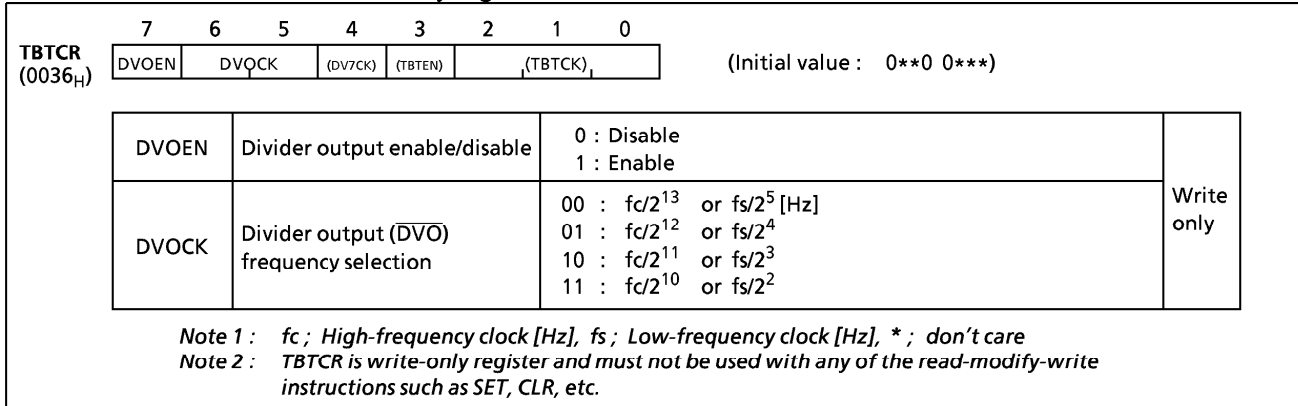 7 6 5 4 3 2 1 0
TBTCR
(0036H)
DVOEN DVOCK (DV7CK) (TBTEN) (TBTCK) (Initial value : 0**0 0***)
DVOEN Divider output enable/disable 0 : Disable
1 : Enable
DVOCK Divider output (DVO)
frequency selection
00 : fc/2^13 or fs/2^5 [Hz]
01 : fc/2^12 or fs/2^4
10 : fc/2^11 or fs/2^3
11 : fc/2^10 or fs/2^2
Write
only
Note 1 : fc ; High-frequency clock [Hz], fs ; Low-frequency clock [Hz], * ; don't care
Note 2 : TBTCR is write-only register and must not be used with any of the read-modify-write
instructions such as SET, CLR, etc.